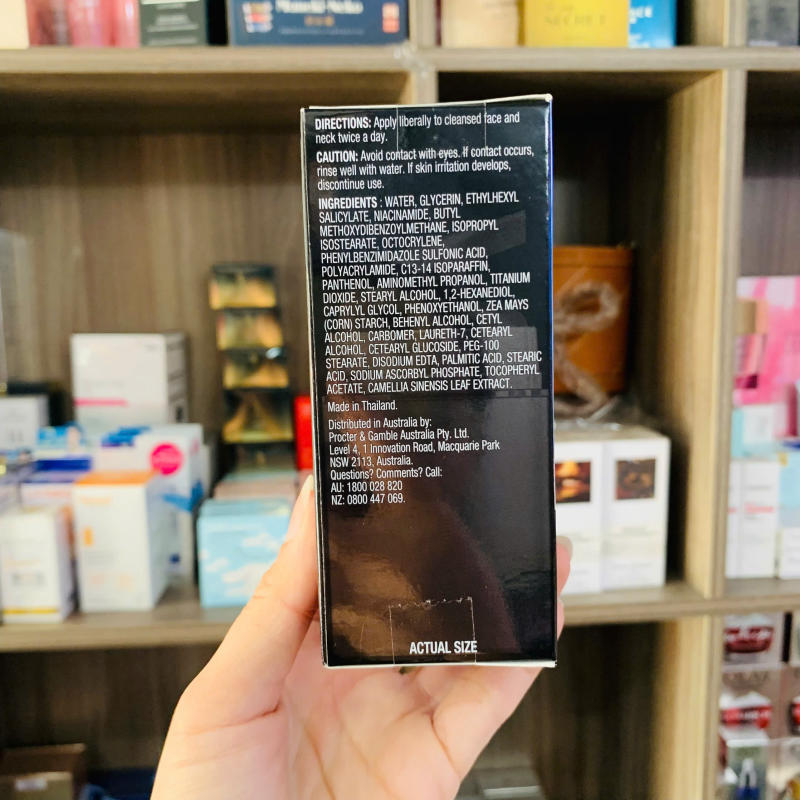 SECRET
DIRECTIONS: Apply liberally to cleansed face and
neck twice a day.
CAUTION: Avoid contact with eyes. If contact occurs,
rinse well with water. If skin irritation develops,
discontinue use.
INGREDIENTS : WATER, GLYCERIN, ETHYLHEXYL
SALICYLATE, NIACINAMIDE, BUTYL
METHOXYDIBENZOYLMETHANE, ISOPROPYL
ISOSTEARATE, OCTOCRYLENE,
PHENYLBENZIMIDAZOLE SULFONIC ACID,
POLYACRYLAMIDE, C13-14 ISOPARAFFIN,
PANTHENOL, AMINOMETHYL PROPANOL, TITANIUM
DIOXIDE, STEARYL ALCOHOL, 1,2-HEXANEDIOL,
CAPRYLYL GLYCOL, PHENOXYETHANOL, ZEA MAYS
(CORN) STARCH, BEHENYL ALCOHOL, CETYL
ALCOHOL, CARBOMER, LAURETH-7, CETEARYL
ALCOHOL, CETEARYL GLUCOSIDE, PEG-100
STEARATE, DISODIUM EDTA, PALMITIC ACID, STEARIC
ACID, SODIUM ASCORBYL PHOSPHATE, TOCOPHERYL
ACETATE, CAMELLIA SINENSIS LEAF EXTRACT.
Made in Thailand.
Distributed in Australia by:
Procter & Gamble Australia Pty. Ltd.
Level 4, 1 Innovation Road, Macquarie Park
NSW 2113, Australia.
Questions? Comments? Call:
AU: 1800 028 820
NZ: 0800 447 069.
ACTUAL SIZE